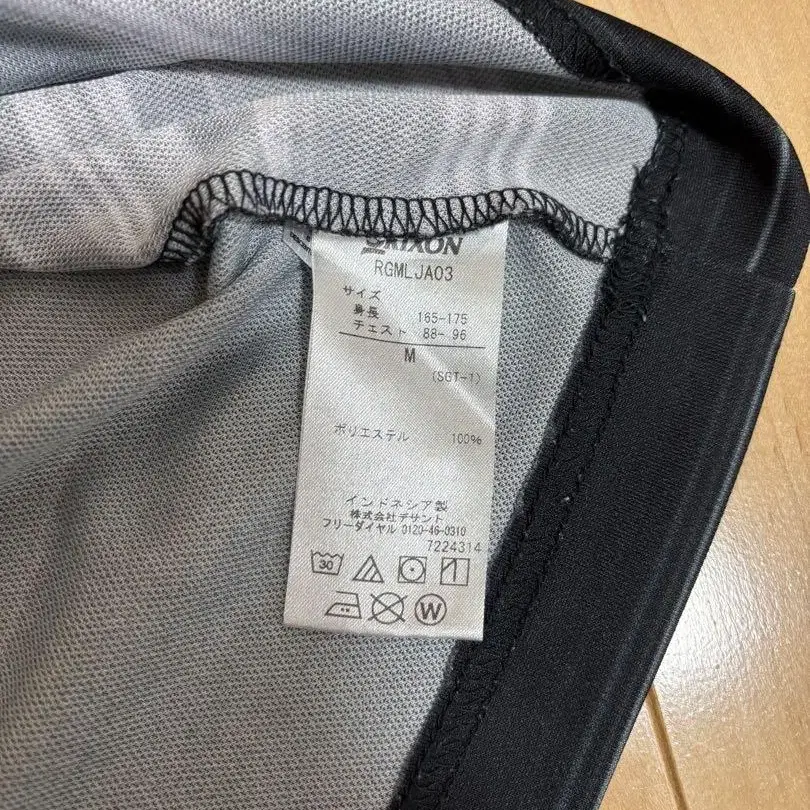 SRIXON
RGMLJA03
サイズ
身長 165-175
チェスト 88- 96
M
(SGT-1)
ポリエステル 100%
インドネシア製
株式会社デサント
フリーダイヤル 0120-46-0310
7224314
30
W